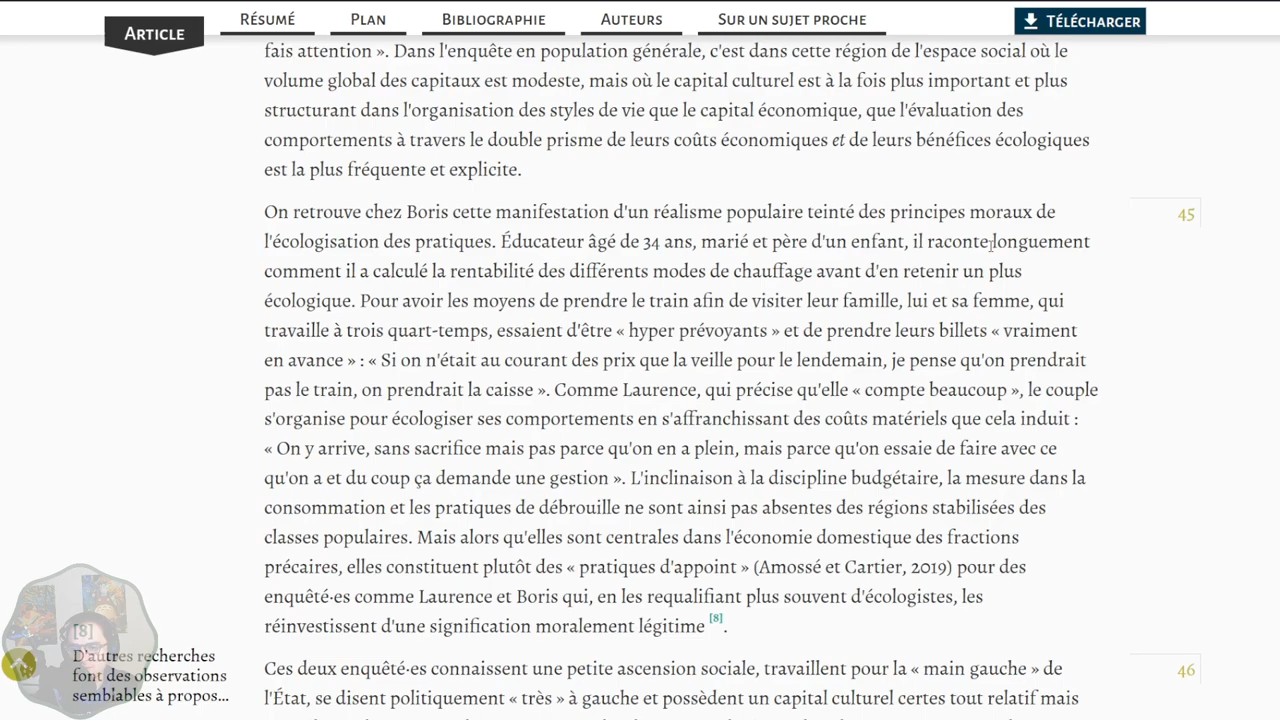 ARTICLE
RÉSUMÉ
PLAN
BIBLIOGRAPHIE
AUTEURS
SUR UN SUJET PROCHE
TÉLÉCHARGER
fais attention ». Dans l'enquête en population générale, c'est dans cette région de l'espace social où le
volume global des capitaux est modeste, mais où le capital culturel est à la fois plus important et plus
structurant dans l'organisation des styles de vie que le capital économique, que l'évaluation des
comportements à travers le double prisme de leurs coûts économiques et de leurs bénéfices écologiques
est la plus fréquente et explicite.
On retrouve chez Boris cette manifestation d'un réalisme populaire teinté des principes moraux de
45
l'écologisation des pratiques. Éducateur âgé de 34 ans, marié et père d'un enfant, il raconte longuement
comment il a calculé la rentabilité des différents modes de chauffage avant d'en retenir un plus
écologique. Pour avoir les moyens de prendre le train afin de visiter leur famille, lui et sa femme, qui
travaille à trois quart-temps, essaient d'être « hyper prévoyants » et de prendre leurs billets « vraiment
en avance » : « Si on n'était au courant des prix que la veille pour le lendemain, je pense qu'on prendrait
pas le train, on prendrait la caisse ». Comme Laurence, qui précise qu'elle « compte beaucoup », le couple
s'organise pour écologiser ses comportements en s'affranchissant des coûts matériels que cela induit :
« On y arrive, sans sacrifice mais pas parce qu'on en a plein, mais parce qu'on essaie de faire avec ce
qu'on a et du coup ça demande une gestion ». L'inclinaison à la discipline budgétaire, la mesure dans la
consommation et les pratiques de débrouille ne sont ainsi pas absentes des régions stabilisées des
classes populaires. Mais alors qu'elles sont centrales dans l'économie domestique des fractions
précaires, elles constituent plutôt des « pratiques d'appoint » (Amossé et Cartier, 2019) pour des
enquêté·es comme Laurence et Boris qui, en les requalifiant plus souvent d'écologistes, les
réinvestissent d'une signification moralement légitime [8].
[8]
D'autres recherches
font des observations
semblables à propos...
Ces deux enquêté·es connaissent une petite ascension sociale, travaillent pour la « main gauche » de
46
l'État, se disent politiquement « très » à gauche et possèdent un capital culturel certes tout relatif mais